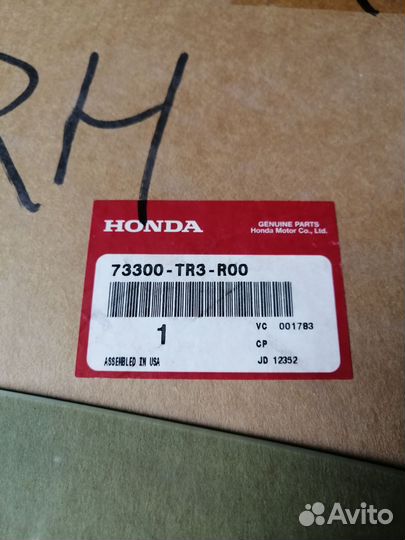 RH
HONDA
GENUINE PARTS
Honda Motor Co., Ltd.
73300-TR3-R00
1
VC 001783
CP
ASSEMBLED IN USA
JD 12352
Avito